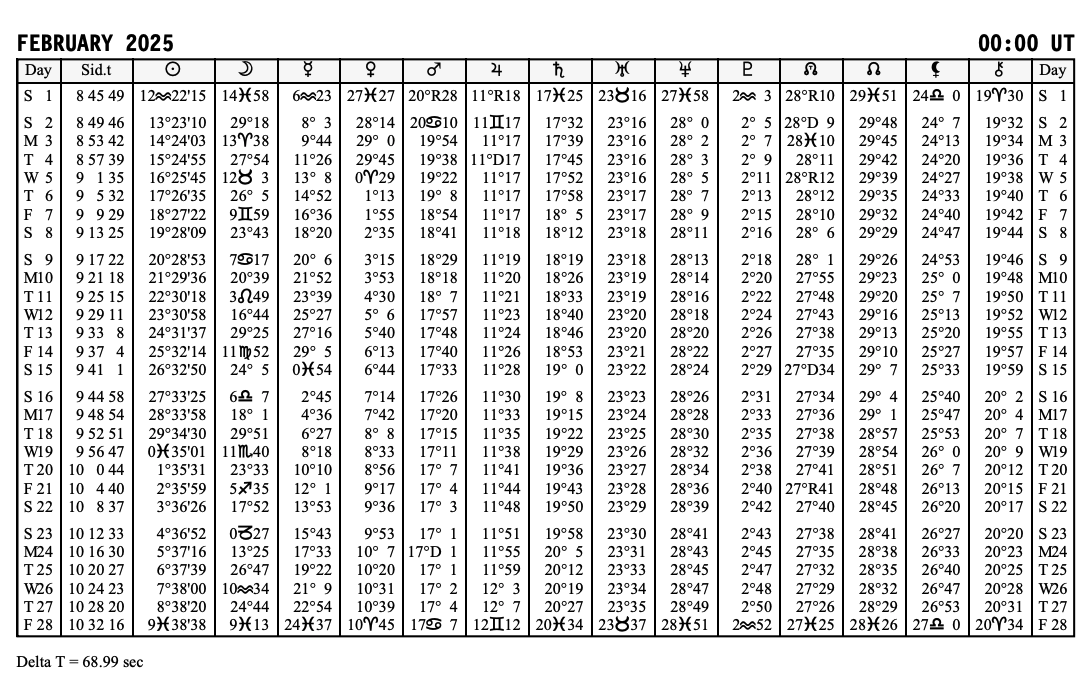 FEBRUARY 2025 00:00 UT
Day Sid.t ☉ ☽ ☿ ♀ ♂ ♃ ♄ ♅ ♆ ♇ ☊ ☊ ⚸ ⚷ Day
S 1 8 45 49 12♒22'15 14♓58 6♒23 27♓27 20°R28 11°R18 17♓25 23♉16 27♓58 2♒ 3 28°R10 29♓51 24♎ 0 19♈30 S 1
S 2 8 49 46 13°23'10 29°18 8° 3 28°14 20♋10 11♊17 17°32 23°16 28° 0 2° 5 28°D 9 29°48 24° 7 19°32 S 2
M 3 8 53 42 14°24'03 13♈38 9°44 29° 0 19°54 11°17 17°39 23°16 28° 2 2° 7 28♓10 29°45 24°13 19°34 M 3
T 4 8 57 39 15°24'55 27°54 11°26 29°45 19°38 11°D17 17°45 23°16 28° 3 2° 9 28°11 29°42 24°20 19°36 T 4
W 5 9 1 35 16°25'45 12♉ 3 13° 8 0♈29 19°22 11°17 17°52 23°16 28° 5 2°11 28°R12 29°39 24°27 19°38 W 5
T 6 9 5 32 17°26'35 26° 5 14°52 1°13 19° 8 11°17 17°58 23°17 28° 7 2°13 28°12 29°35 24°33 19°40 T 6
F 7 9 9 29 18°27'22 9♊59 16°36 1°55 18°54 11°17 18° 5 23°17 28° 9 2°15 28°10 29°32 24°40 19°42 F 7
S 8 9 13 25 19°28'09 23°43 18°20 2°35 18°41 11°18 18°12 23°18 28°11 2°16 28° 6 29°29 24°47 19°44 S 8
S 9 9 17 22 20°28'53 7♋17 20° 6 3°15 18°29 11°19 18°19 23°18 28°13 2°18 28° 1 29°26 24°53 19°46 S 9
M10 9 21 18 21°29'36 20°39 21°52 3°53 18°18 11°20 18°26 23°19 28°14 2°20 27°55 29°23 25° 0 19°48 M10
T 11 9 25 15 22°30'18 3♌49 23°39 4°30 18° 7 11°21 18°33 23°19 28°16 2°22 27°48 29°20 25° 7 19°50 T 11
W12 9 29 11 23°30'58 16°44 25°27 5° 6 17°57 11°23 18°40 23°20 28°18 2°24 27°43 29°16 25°13 19°52 W12
T 13 9 33 8 24°31'37 29°25 27°16 5°40 17°48 11°24 18°46 23°20 28°20 2°26 27°38 29°13 25°20 19°55 T 13
F 14 9 37 4 25°32'14 11♍52 29° 5 6°13 17°40 11°26 18°53 23°21 28°22 2°27 27°35 29°10 25°27 19°57 F 14
S 15 9 41 1 26°32'50 24° 5 0♓54 6°44 17°33 11°28 19° 0 23°22 28°24 2°29 27°D34 29° 7 25°33 19°59 S 15
S 16 9 44 58 27°33'25 6♎ 7 2°45 7°14 17°26 11°30 19° 8 23°23 28°26 2°31 27°34 29° 4 25°40 20° 2 S 16
M17 9 48 54 28°33'58 18° 1 4°36 7°42 17°20 11°33 19°15 23°24 28°28 2°33 27°36 29° 1 25°47 20° 4 M17
T 18 9 52 51 29°34'30 29°51 6°27 8° 8 17°15 11°35 19°22 23°25 28°30 2°35 27°38 28°57 25°53 20° 7 T 18
W19 9 56 47 0♓35'01 11♏40 8°18 8°33 17°11 11°38 19°29 23°26 28°32 2°36 27°39 28°54 26° 0 20° 9 W19
T 20 10 0 44 1°35'31 23°33 10°10 8°56 17° 7 11°41 19°36 23°27 28°34 2°38 27°41 28°51 26° 7 20°12 T 20
F 21 10 4 40 2°35'59 5♐35 12° 1 9°17 17° 4 11°44 19°43 23°28 28°36 2°40 27°R41 28°48 26°13 20°15 F 21
S 22 10 8 37 3°36'26 17°52 13°53 9°36 17° 3 11°48 19°50 23°29 28°39 2°42 27°40 28°45 26°20 20°17 S 22
S 23 10 12 33 4°36'52 0♑27 15°43 9°53 17° 1 11°51 19°58 23°30 28°41 2°43 27°38 28°41 26°27 20°20 S 23
M24 10 16 30 5°37'16 13°25 17°33 10° 7 17°D 1 11°55 20° 5 23°31 28°43 2°45 27°35 28°38 26°33 20°23 M24
T 25 10 20 27 6°37'39 26°47 19°22 10°20 17° 1 11°59 20°12 23°33 28°45 2°47 27°32 28°35 26°40 20°25 T 25
W26 10 24 23 7°38'00 10♒34 21° 9 10°31 17° 2 12° 3 20°19 23°34 28°47 2°48 27°29 28°32 26°47 20°28 W26
T 27 10 28 20 8°38'20 24°44 22°54 10°39 17° 4 12° 7 20°27 23°35 28°49 2°50 27°26 28°29 26°53 20°31 T 27
F 28 10 32 16 9♓38'38 9♓13 24♓37 10♈45 17♋ 7 12♊12 20♓34 23♉37 28♓51 2♒52 27♓25 28♓26 27♎ 0 20♈34 F 28
Delta T = 68.99 sec